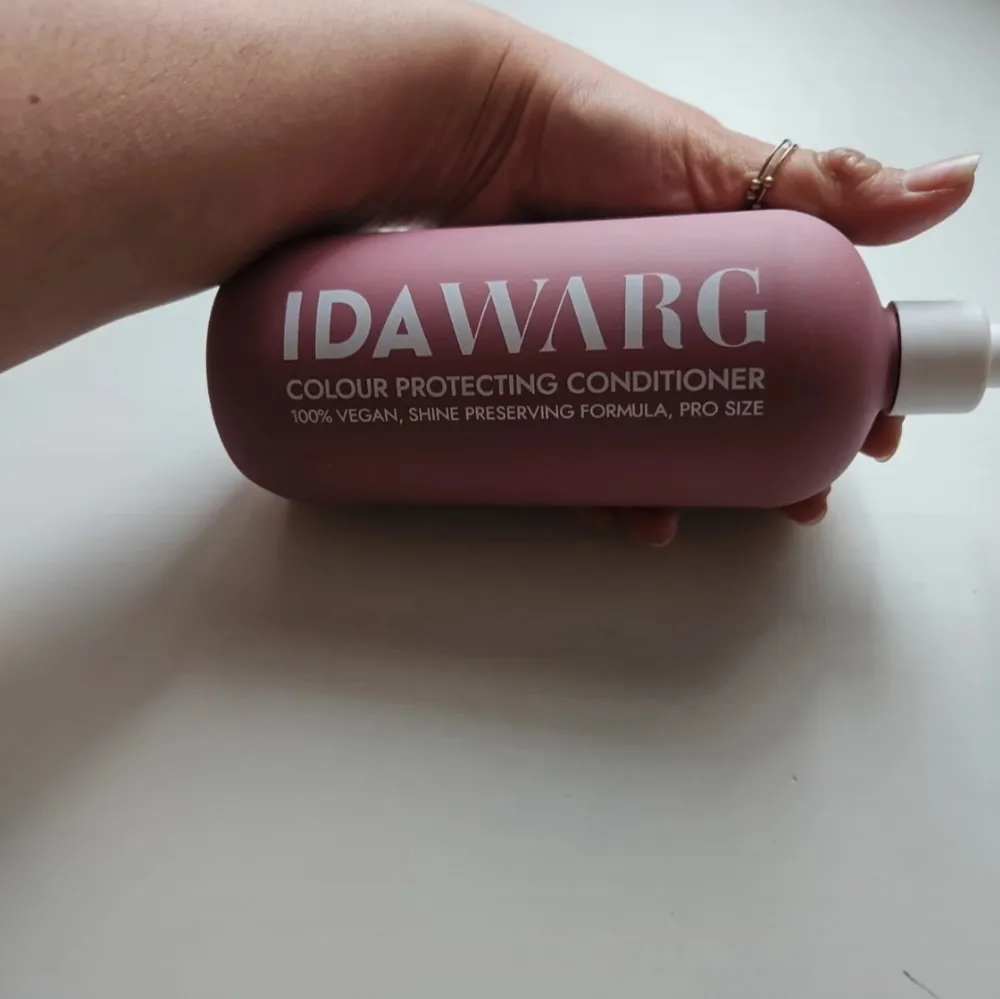 IDAWARG
COLOUR PROTECTING CONDITIONER
100% VEGAN, SHINE PRESERVING FORMULA, PRO SIZE